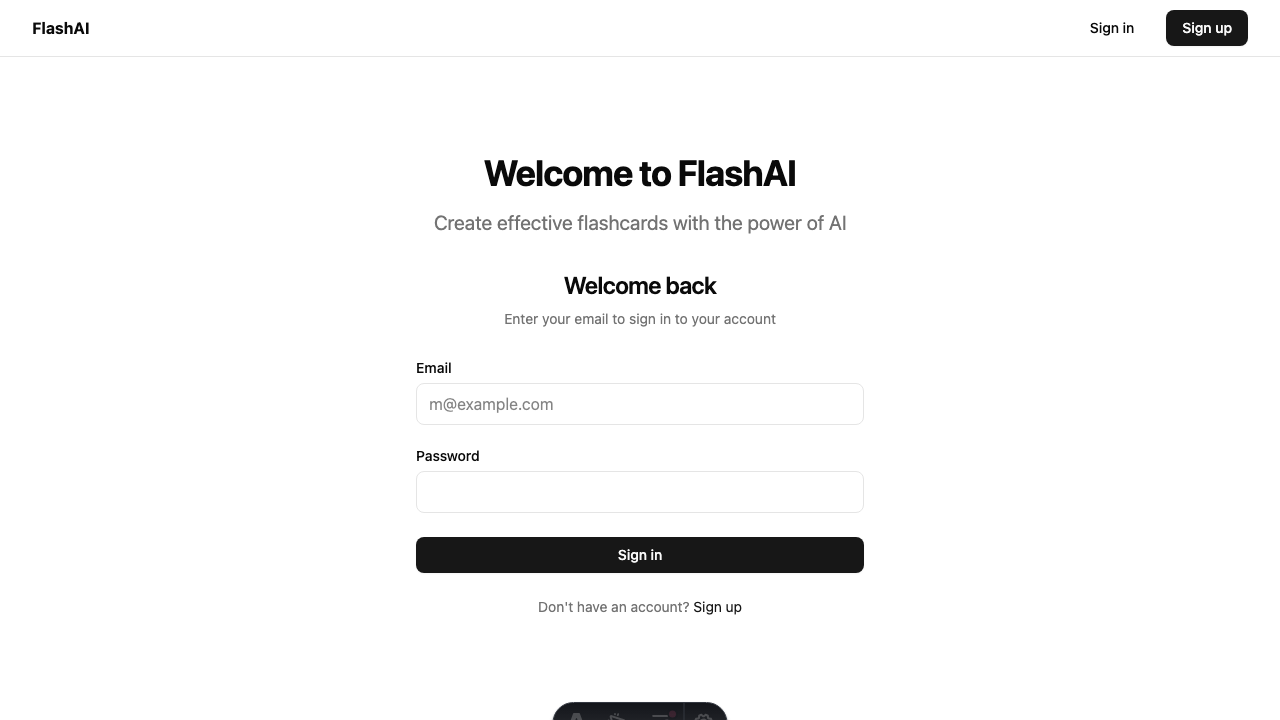 FlashAI
Sign in
Sign up
Welcome to FlashAI
Create effective flashcards with the power of AI
Welcome back
Enter your email to sign in to your account
Email
m@example.com
Password
Sign in
Don't have an account? Sign up